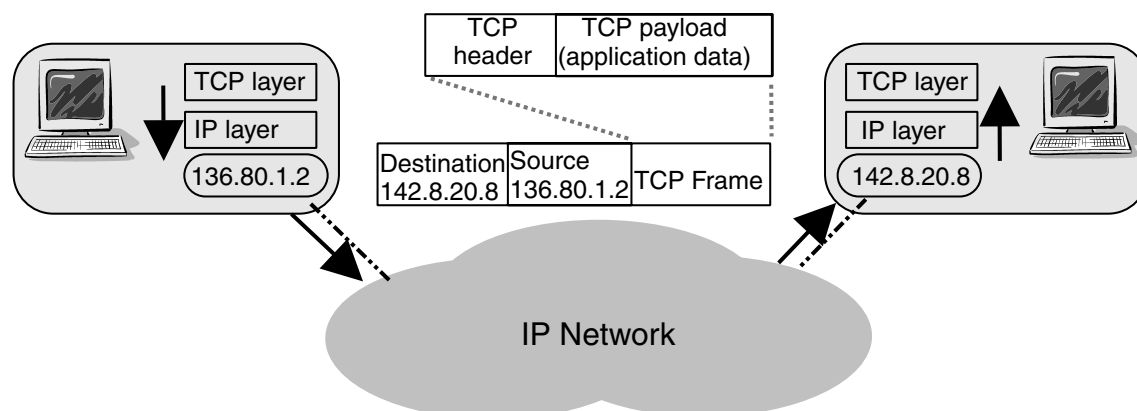 TCP layer
IP layer
136.80.1.2
TCP
header
TCP payload
(application data)
Destination
142.8.20.8
Source
136.80.1.2
TCP Frame
TCP layer
IP layer
142.8.20.8
IP Network